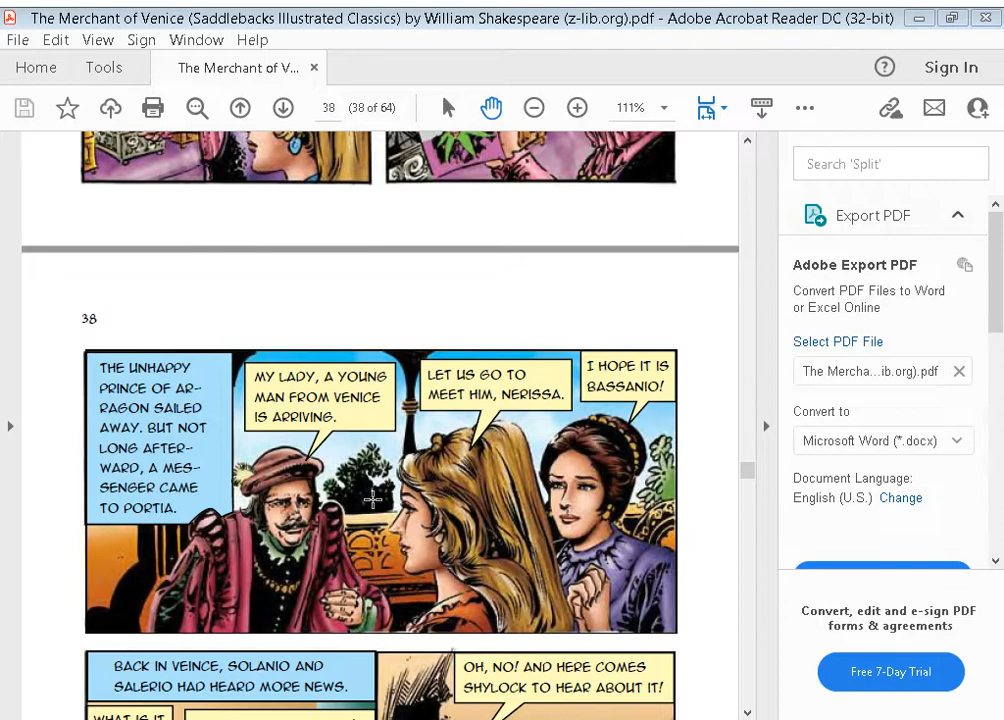 The Merchant of Venice (Saddlebacks Illustrated Classics) by William Shakespeare (z-lib.org).pdf - Adobe Acrobat Reader DC (32-bit)
File Edit View Sign Window Help
Home Tools The Merchant of V... Sign In
38 (38 of 64) 111%
Search 'Split'
Export PDF
Adobe Export PDF
Convert PDF Files to Word
or Excel Online
Select PDF File
The Mercha...ib.org).pdf
Convert to
Microsoft Word (*.docx)
Document Language:
English (U.S.) Change
Convert, edit and e-sign PDF
forms & agreements
Free 7-Day Trial
38
THE UNHAPPY
PRINCE OF AR-
RAGON SAILED
AWAY. BUT NOT
LONG AFTER-
WARD, A MES-
SENGER CAME
TO PORTIA.
MY LADY, A YOUNG
MAN FROM VENICE
IS ARRIVING.
LET US GO TO
MEET HIM, NERISSA.
I HOPE IT IS
BASSANIO!
BACK IN VEINCE, SOLANIO AND
SALERIO HAD HEARD MORE NEWS.
WHAT IS IT
OH, NO! AND HERE COMES
SHYLOCK TO HEAR ABOUT IT!